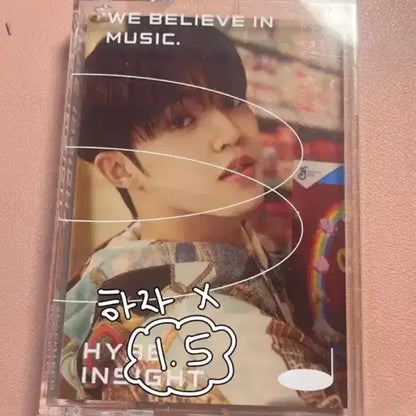 WE BELIEVE IN
MUSIC.
하자 X
1.5
HYBE
INSIGHT